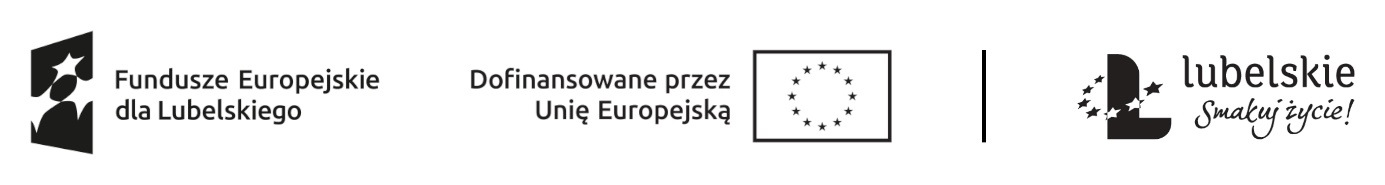 Fundusze Europejskie
dla Lubelskiego
Dofinansowane przez
Unię Europejską
lubelskie
Smakuj życie!